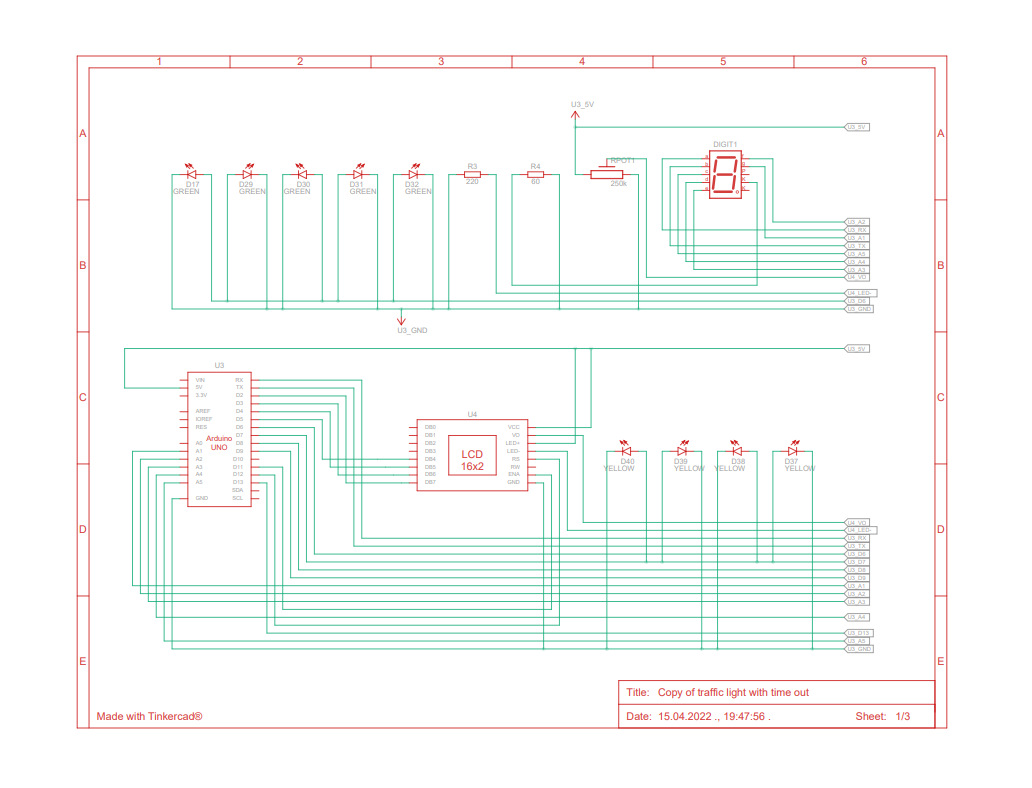 1 2 3 4 5 6
A A
U3_5V
U3_5V
DIGIT1
D17 D29 D30 D31 D32 R3 R4 RPOT1
GREEN GREEN GREEN GREEN GREEN 220 60 250k
U3_A2
U3_RX
U3_A1
U3_TX
U3_A5
U3_A4
U3_A3
U4_VO
U4_LED-
U3_D8
U3_GND
B B
U3_GND
U3_5V
C C
U3
VIN RX
5V TX
3.3V D2
D3
AREF D4
IOREF D5
RES D6
D7
A0 D8
A1 D9
A2 D10
A3 D11
A4 D12
A5 D13
SDA
GND SCL
Arduino
UNO
U4
DB0 VCC
DB1 VO
DB2 LED+
DB3 LED-
DB4 RS
DB5 RW
DB6 ENA
DB7 GND
LCD
16x2
D40 D39 D38 D37
YELLOW YELLOW YELLOW YELLOW
D D
U4_VO
U4_LED-
U3_RX
U3_TX
U3_D6
U3_D7
U3_D8
U3_D9
U3_A1
U3_A2
U3_A3
U3_A4
U3_D13
U3_A5
U3_GND
E E
Title: Copy of traffic light with time out
Made with Tinkercad®
Date: 15.04.2022 ., 19:47:56 . Sheet: 1/3